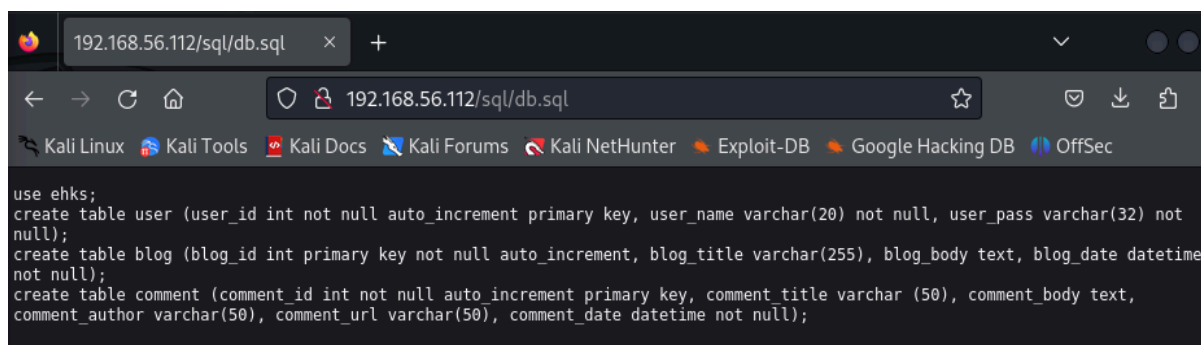 192.168.56.112/sql/db.sql
192.168.56.112/sql/db.sql
Kali Linux Kali Tools Kali Docs Kali Forums Kali NetHunter Exploit-DB Google Hacking DB OffSec
use ehks;
create table user (user_id int not null auto_increment primary key, user_name varchar(20) not null, user_pass varchar(32) not
null);
create table blog (blog_id int primary key not null auto_increment, blog_title varchar(255), blog_body text, blog_date datetime
not null);
create table comment (comment_id int not null auto_increment primary key, comment_title varchar (50), comment_body text,
comment_author varchar(50), comment_url varchar(50), comment_date datetime not null);